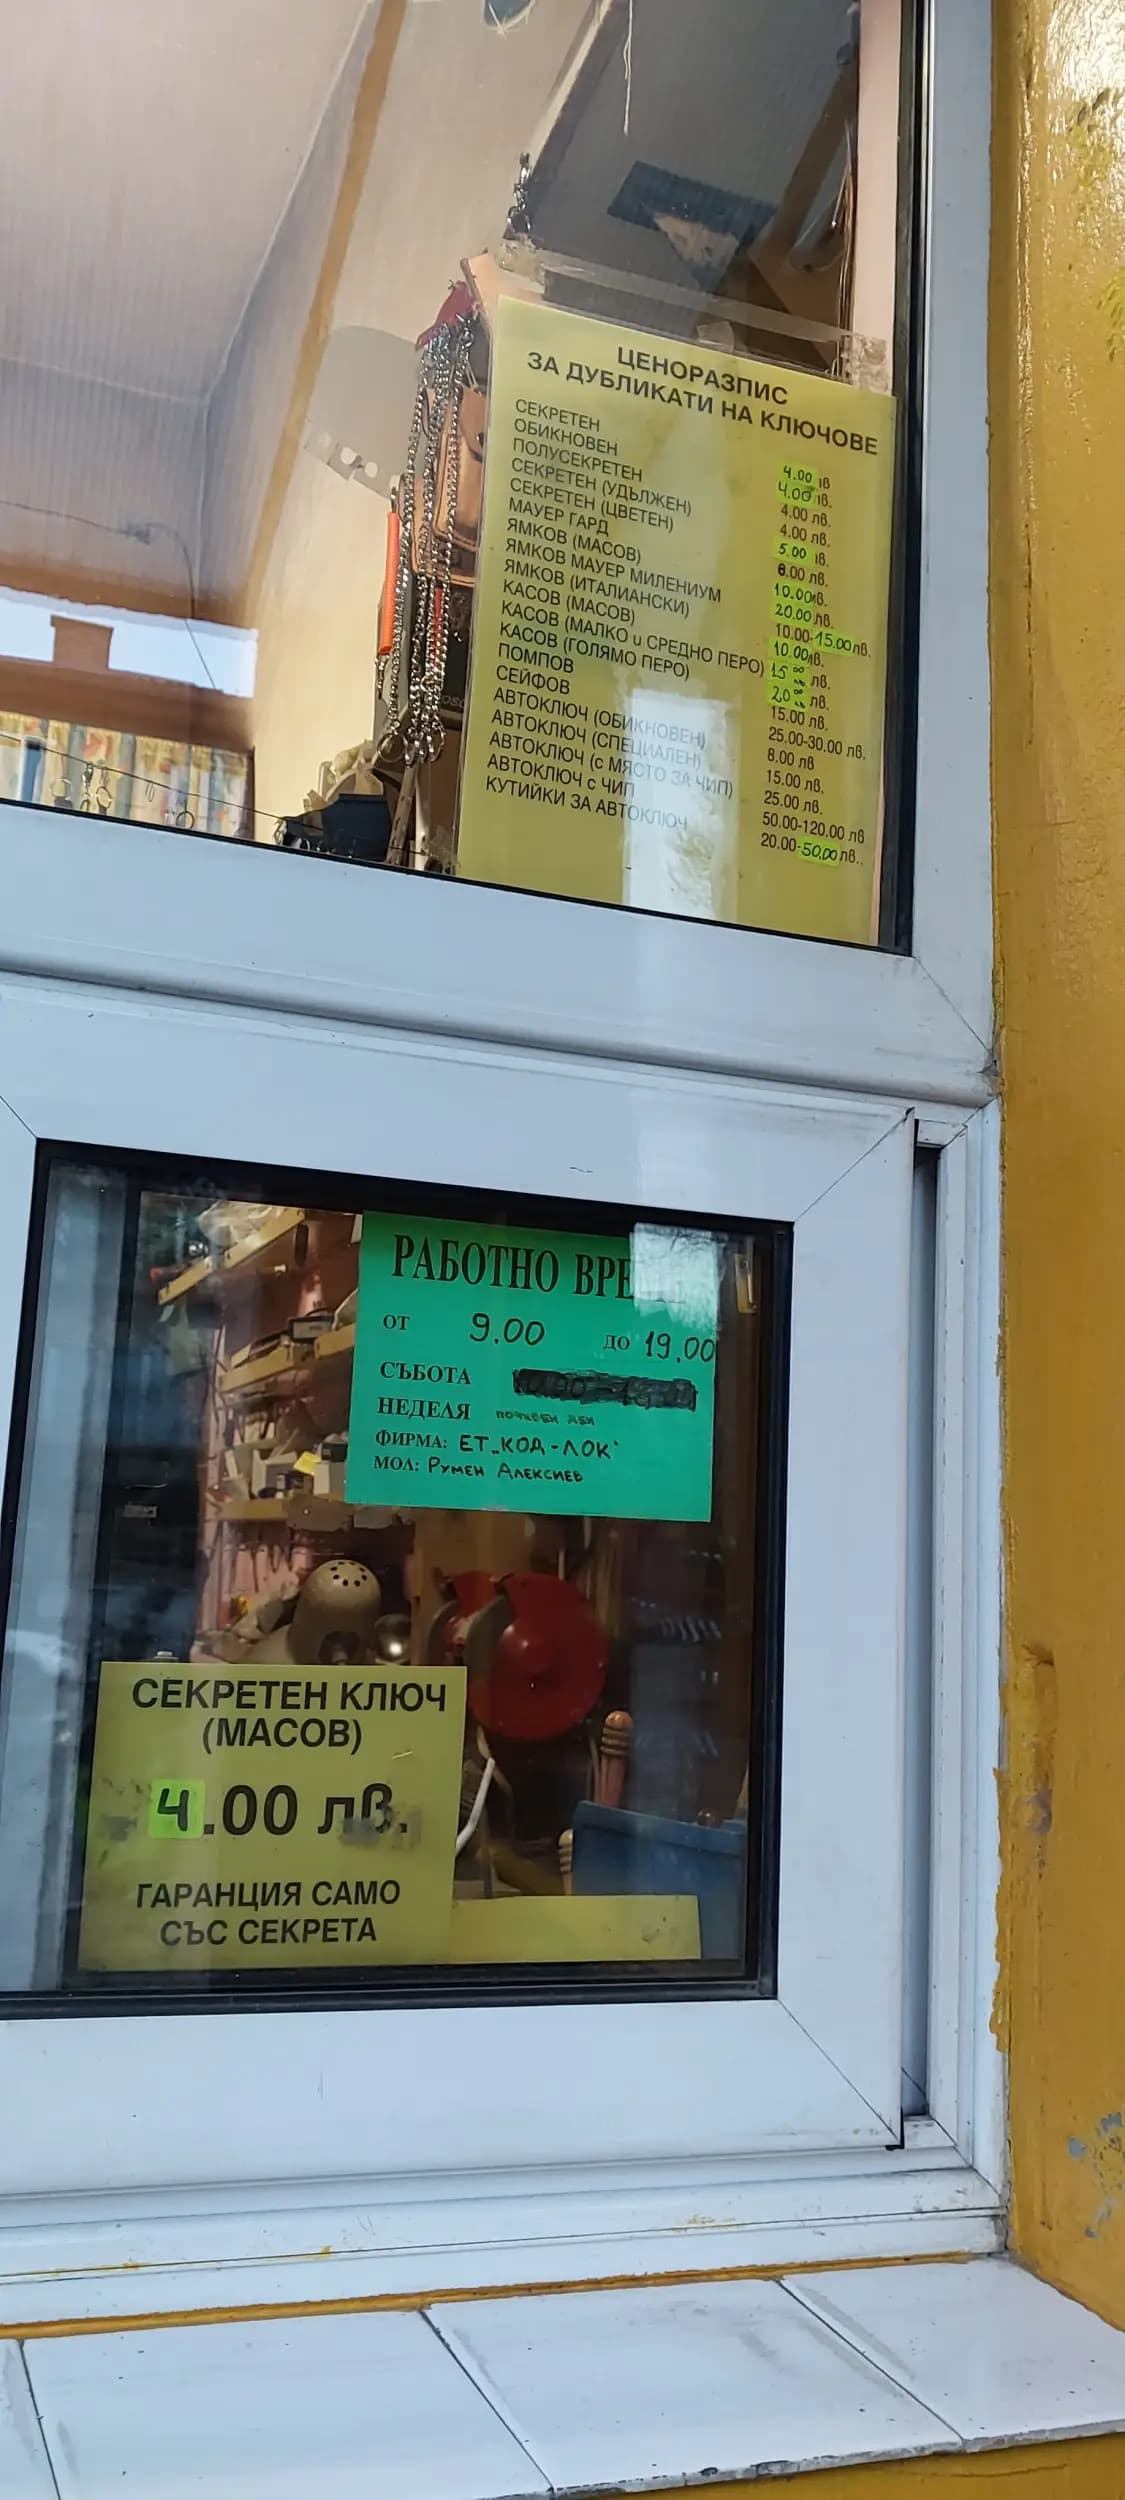 ЦЕНОРАЗПИС
ЗА ДУБЛИКАТИ НА КЛЮЧОВЕ
СЕКРЕТЕН 4.00 лв
ОБИКНОВЕН 4.00 лв.
ПОЛУСЕКРЕТЕН 4.00 лв.
СЕКРЕТЕН (УДЪЛЖЕН) 4.00 лв.
СЕКРЕТЕН (ЦВЕТЕН) 5.00 лв.
МАУЕР ГАРД 8.00 лв.
ЯМКОВ (МАСОВ) 10.00 лв.
ЯМКОВ МАУЕР МИЛЕНИУМ 20.00 лв.
ЯМКОВ (ИТАЛИАНСКИ) 10.00-15.00 лв.
КАСОВ (МАСОВ) 10.00 лв.
КАСОВ (МАЛКО и СРЕДНО ПЕРО) 15 ºº лв.
КАСОВ (ГОЛЯМО ПЕРО) 20 ºº лв.
ПОМПОВ 15.00 лв.
СЕЙФОВ 25.00-30.00 лв.
АВТОКЛЮЧ (ОБИКНОВЕН) 8.00 лв
АВТОКЛЮЧ (СПЕЦИАЛЕН) 15.00 лв.
АВТОКЛЮЧ (с МЯСТО ЗА ЧИП) 25.00 лв.
АВТОКЛЮЧ с ЧИП 50.00-120.00 лв
КУТИЙКИ ЗА АВТОКЛЮЧ 20.00-50.00 лв..
РАБОТНО
ОТ 9.00 ДО 19.00
СЪБОТА
НЕДЕЛЯ
ФИРМА: ЕТ „КОД-ЛОК"
МОЛ: РУМЕН АЛЕКСИЕВ
СЕКРЕТЕН КЛЮЧ
(МАСОВ)
4.00 лв.
ГАРАНЦИЯ САМО
СЪС СЕКРЕТА